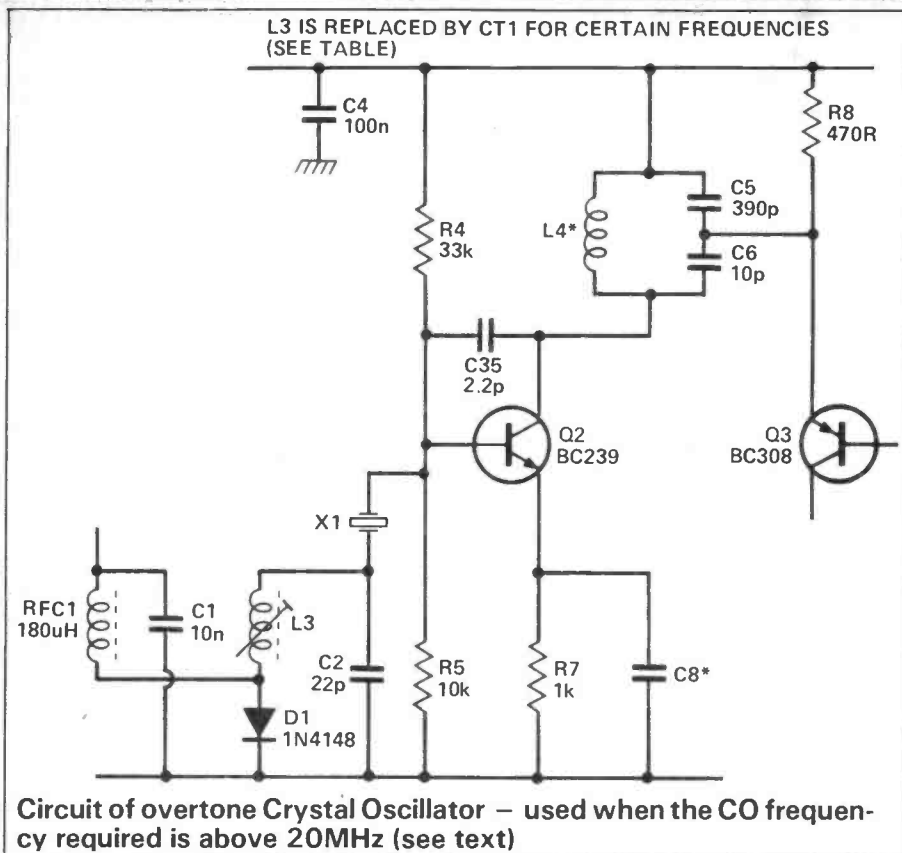 L3 IS REPLACED BY CT1 FOR CERTAIN FREQUENCIES
(SEE TABLE)
C4
100n
R8
470R
R4
33k
L4*
C5
390p
C6
10p
C35
2.2p
Q2
BC239
Q3
BC308
X1
RFC1
180uH
C1
10n
L3
C2
22p
R5
10k
R7
1k
C8*
D1
1N4148
Circuit of overtone Crystal Oscillator – used when the CO frequen-
cy required is above 20MHz (see text)